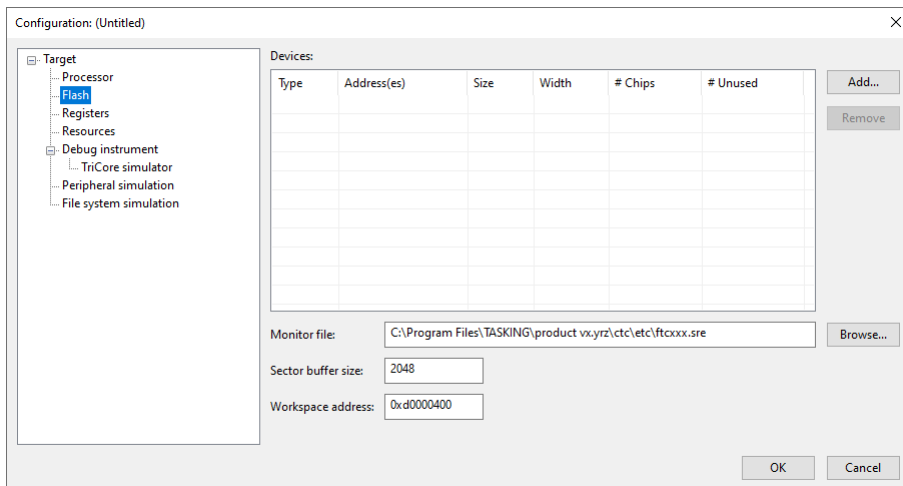 Configuration: (Untitled)
Target
Processor
Flash
Registers
Resources
Debug instrument
TriCore simulator
Peripheral simulation
File system simulation
Devices:
Type Address(es) Size Width # Chips # Unused
Add...
Remove
Monitor file: C:\Program Files\TASKING\product vx.yrz\ctc\etc\ftcxxx.sre Browse...
Sector buffer size: 2048
Workspace address: 0xd0000400
OK Cancel